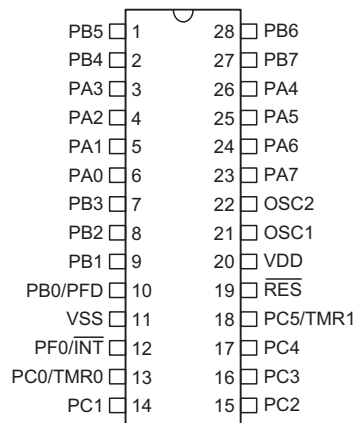 PB5 1 28 PB6
PB4 2 27 PB7
PA3 3 26 PA4
PA2 4 25 PA5
PA1 5 24 PA6
PA0 6 23 PA7
PB3 7 22 OSC2
PB2 8 21 OSC1
PB1 9 20 VDD
PB0/PFD 10 19 R̅E̅S̅
VSS 11 18 PC5/TMR1
PF0/I̅N̅T̅ 12 17 PC4
PC0/TMR0 13 16 PC3
PC1 14 15 PC2